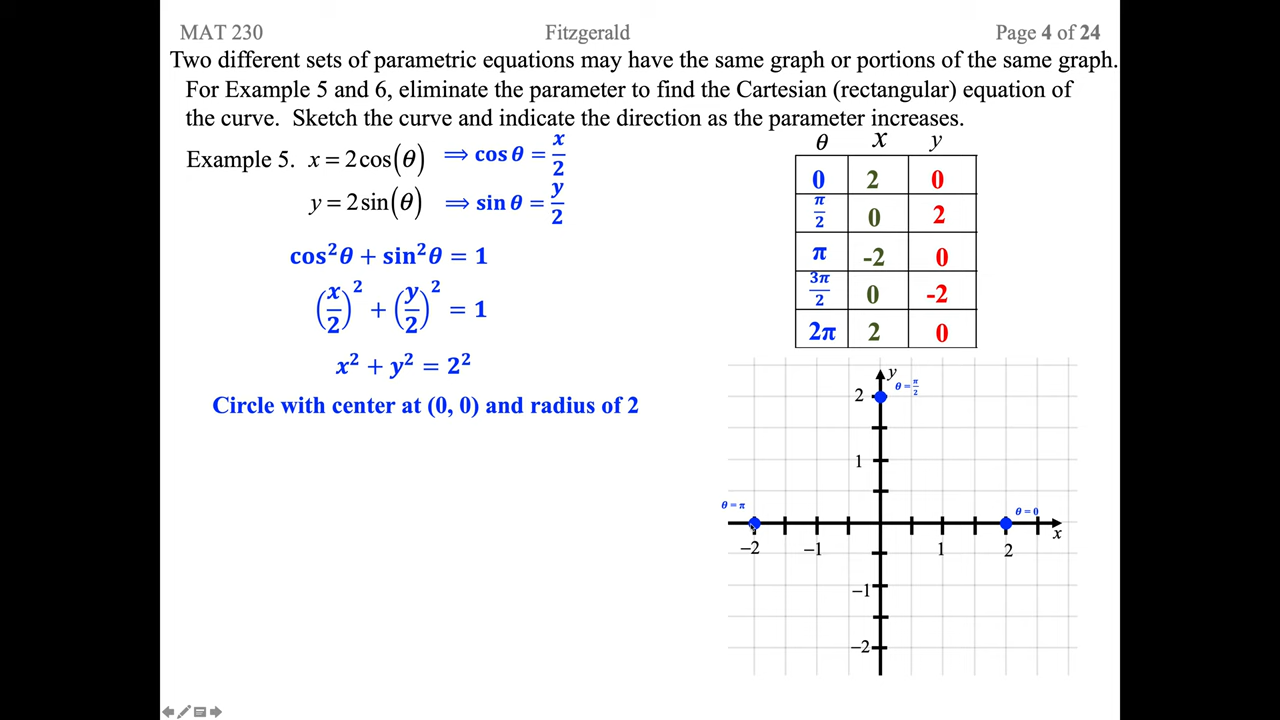 MAT 230 Fitzgerald Page 4 of 24
Two different sets of parametric equations may have the same graph or portions of the same graph.
For Example 5 and 6, eliminate the parameter to find the Cartesian (rectangular) equation of
the curve. Sketch the curve and indicate the direction as the parameter increases.
Example 5. x = 2cos(θ) ⟹ cos θ = x/2
y = 2sin(θ) ⟹ sin θ = y/2
cos²θ + sin²θ = 1
(x/2)² + (y/2)² = 1
x² + y² = 2²
Circle with center at (0, 0) and radius of 2
θ x y
0 2 0
π/2 0 2
π -2 0
3π/2 0 -2
2π 2 0
y
θ = π/2
2
1
θ = π
θ = 0
x
−2 −1 1 2
−1
−2